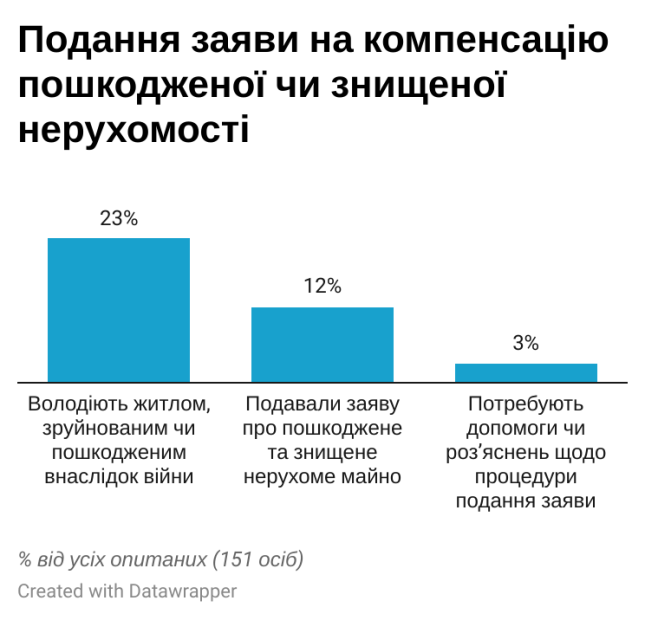 Подання заяви на компенсацію
пошкодженої чи знищеної
нерухомості
23%
12%
3%
Володіють житлом,
зруйнованим чи
пошкодженим
внаслідок війни
Подавали заяву
про пошкоджене
та знищене
нерухоме майно
Потребують
допомоги чи
роз’яснень щодо
процедури
подання заяви
% від усіх опитаних (151 осіб)
Created with Datawrapper